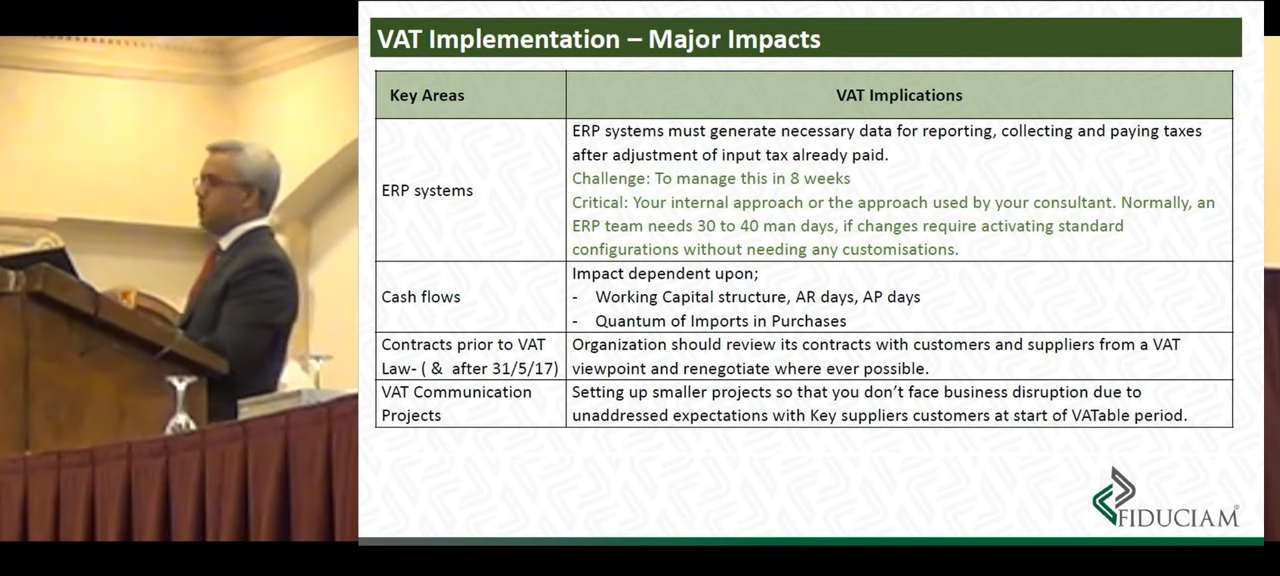 VAT Implementation – Major Impacts
Key Areas
VAT Implications
ERP systems
ERP systems must generate necessary data for reporting, collecting and paying taxes
after adjustment of input tax already paid.
Challenge: To manage this in 8 weeks
Critical: Your internal approach or the approach used by your consultant. Normally, an
ERP team needs 30 to 40 man days, if changes require activating standard
configurations without needing any customisations.
Cash flows
Impact dependent upon;
- Working Capital structure, AR days, AP days
- Quantum of Imports in Purchases
Contracts prior to VAT
Law- ( & after 31/5/17)
Organization should review its contracts with customers and suppliers from a VAT
viewpoint and renegotiate where ever possible.
VAT Communication
Projects
Setting up smaller projects so that you don’t face business disruption due to
unaddressed expectations with Key suppliers customers at start of VATable period.
FIDUCIAM®